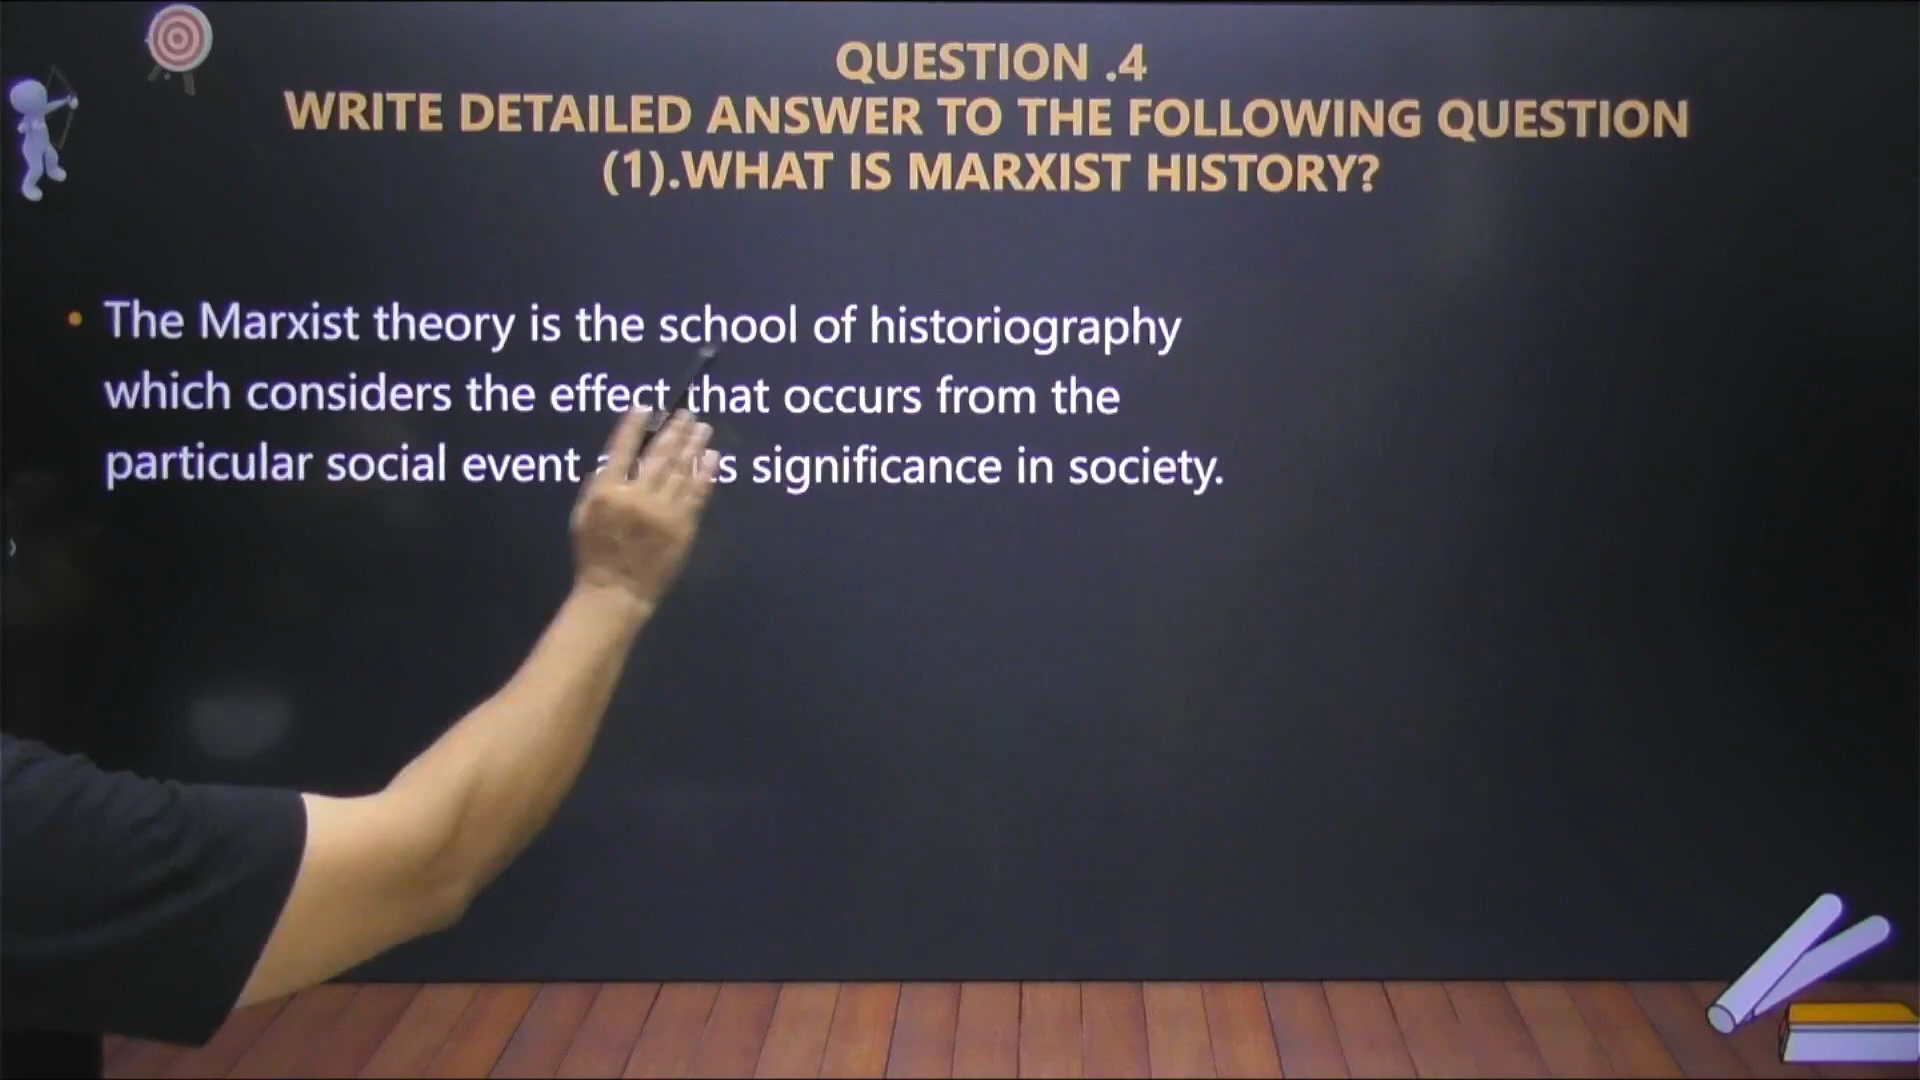 QUESTION .4
WRITE DETAILED ANSWER TO THE FOLLOWING QUESTION
(1).WHAT IS MARXIST HISTORY?
• The Marxist theory is the school of historiography
which considers the effect that occurs from the
particular social event significance in society.